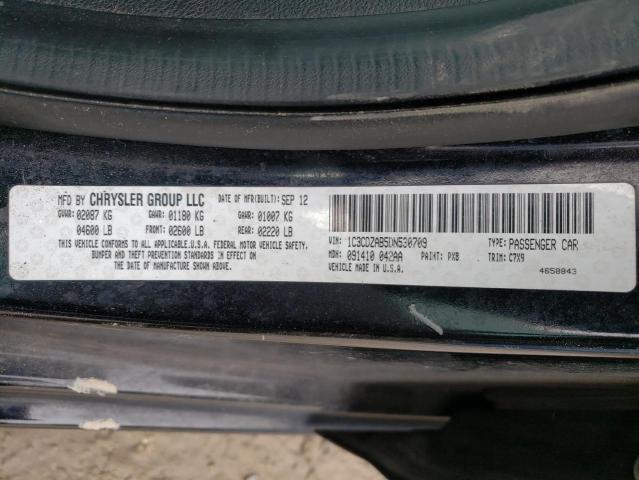 MFD BY CHRYSLER GROUP LLC DATE OF MFR(BUILT): SEP 12
GVWR: 02087 KG GAWR: 01180 KG GAWR: 01007 KG
04600 LB FRONT: 02600 LB REAR: 02220 LB
THIS VEHICLE CONFORMS TO ALL APPLICABLE U.S.A. FEDERAL MOTOR VEHICLE SAFETY,
BUMPER AND THEFT PREVENTION STANDARDS IN EFFECT ON
THE DATE OF MANUFACTURE SHOWN ABOVE.
VIN: 1C3CDZAB5DN530709 TYPE: PASSENGER CAR
MDH: 091410 042AA PAINT: PX8 TRIM: C7X9
VEHICLE MADE IN U.S.A. 4658843